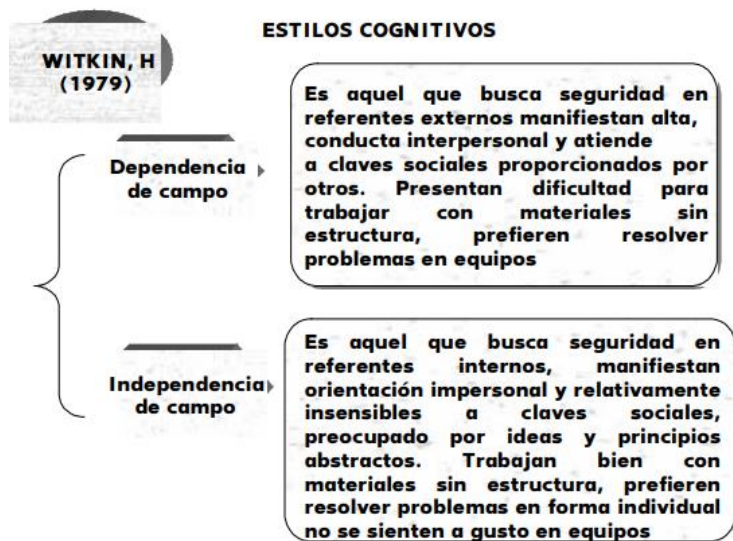 ESTILOS COGNITIVOS
WITKIN, H
(1979)
Dependencia
de campo
Es aquel que busca seguridad en
referentes externos manifiestan alta,
conducta interpersonal y atiende
a claves sociales proporcionados por
otros. Presentan dificultad para
trabajar con materiales sin
estructura, prefieren resolver
problemas en equipos
Independencia
de campo
Es aquel que busca seguridad en
referentes internos, manifiestan
orientación impersonal y relativamente
insensibles a claves sociales,
preocupado por ideas y principios
abstractos. Trabajan bien con
materiales sin estructura, prefieren
resolver problemas en forma individual
no se sienten a gusto en equipos